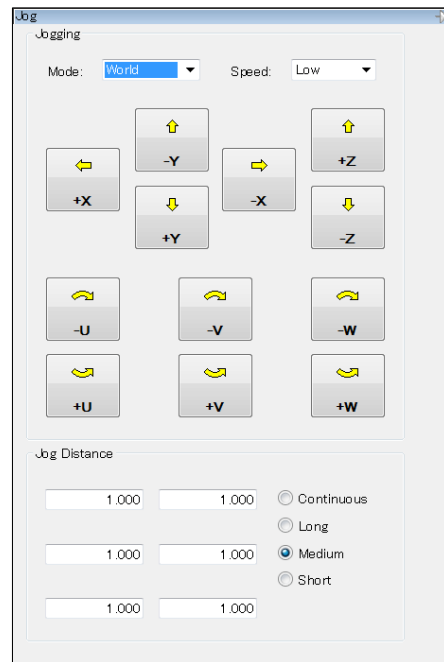 Jog
Jogging
Mode: World Speed: Low
-Y +Z
+X -X
+Y -Z
-U -V -W
+U +V +W
Jog Distance
1.000 1.000 Continuous
Long
1.000 1.000 Medium
Short
1.000 1.000